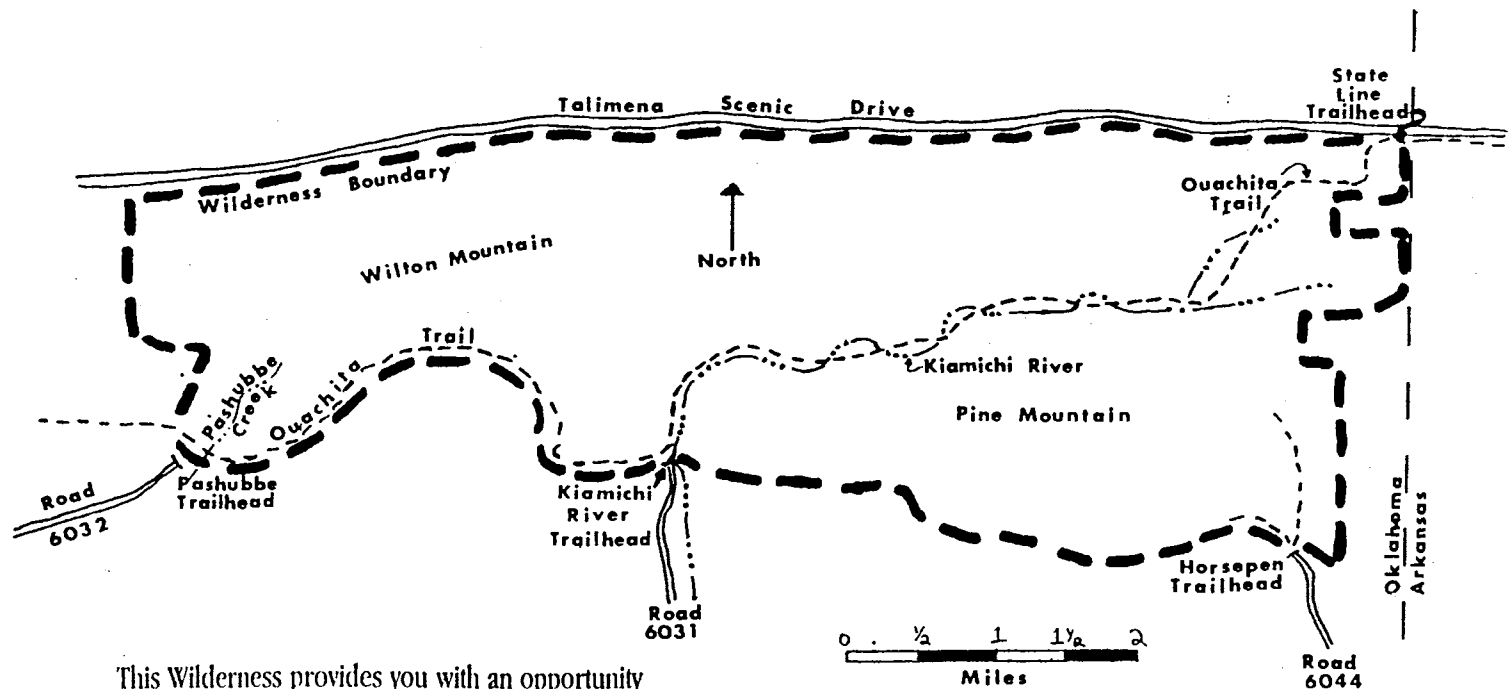 State
Line
Trailhead
Talimena Scenic Drive
Wilderness Boundary
Ouachita
Trail
Wilton Mountain
North
Trail
Kiamichi River
Pine Mountain
Pashubbe
Creek
Ouachita
Pashubbe
Trailhead
Road
6032
Kiamichi
River
Trailhead
Road
6031
Horsepen
Trailhead
Oklahoma
Arkansas
0 ½ 1 1½ 2
Miles
Road
6044
This Wilderness provides you with an opportunity